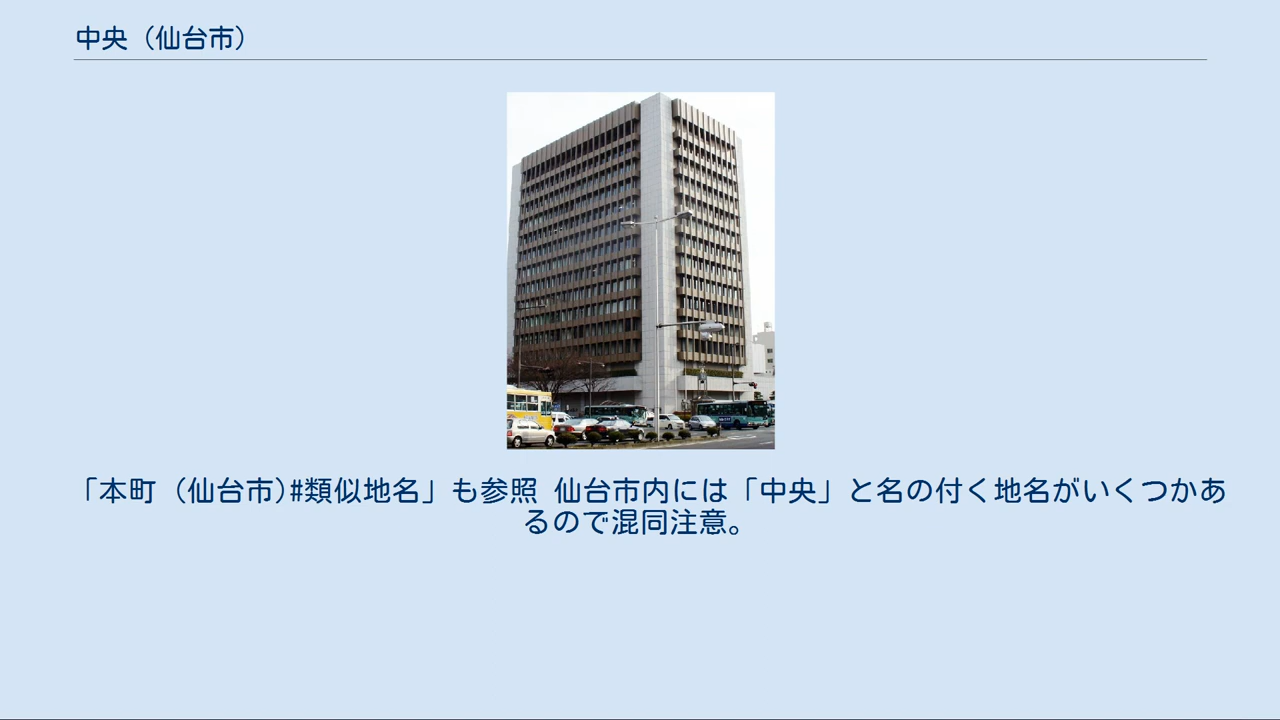 中央（仙台市）
「本町（仙台市)#類似地名」も参照 仙台市内には「中央」と名の付く地名がいくつかあ
るので混同注意。